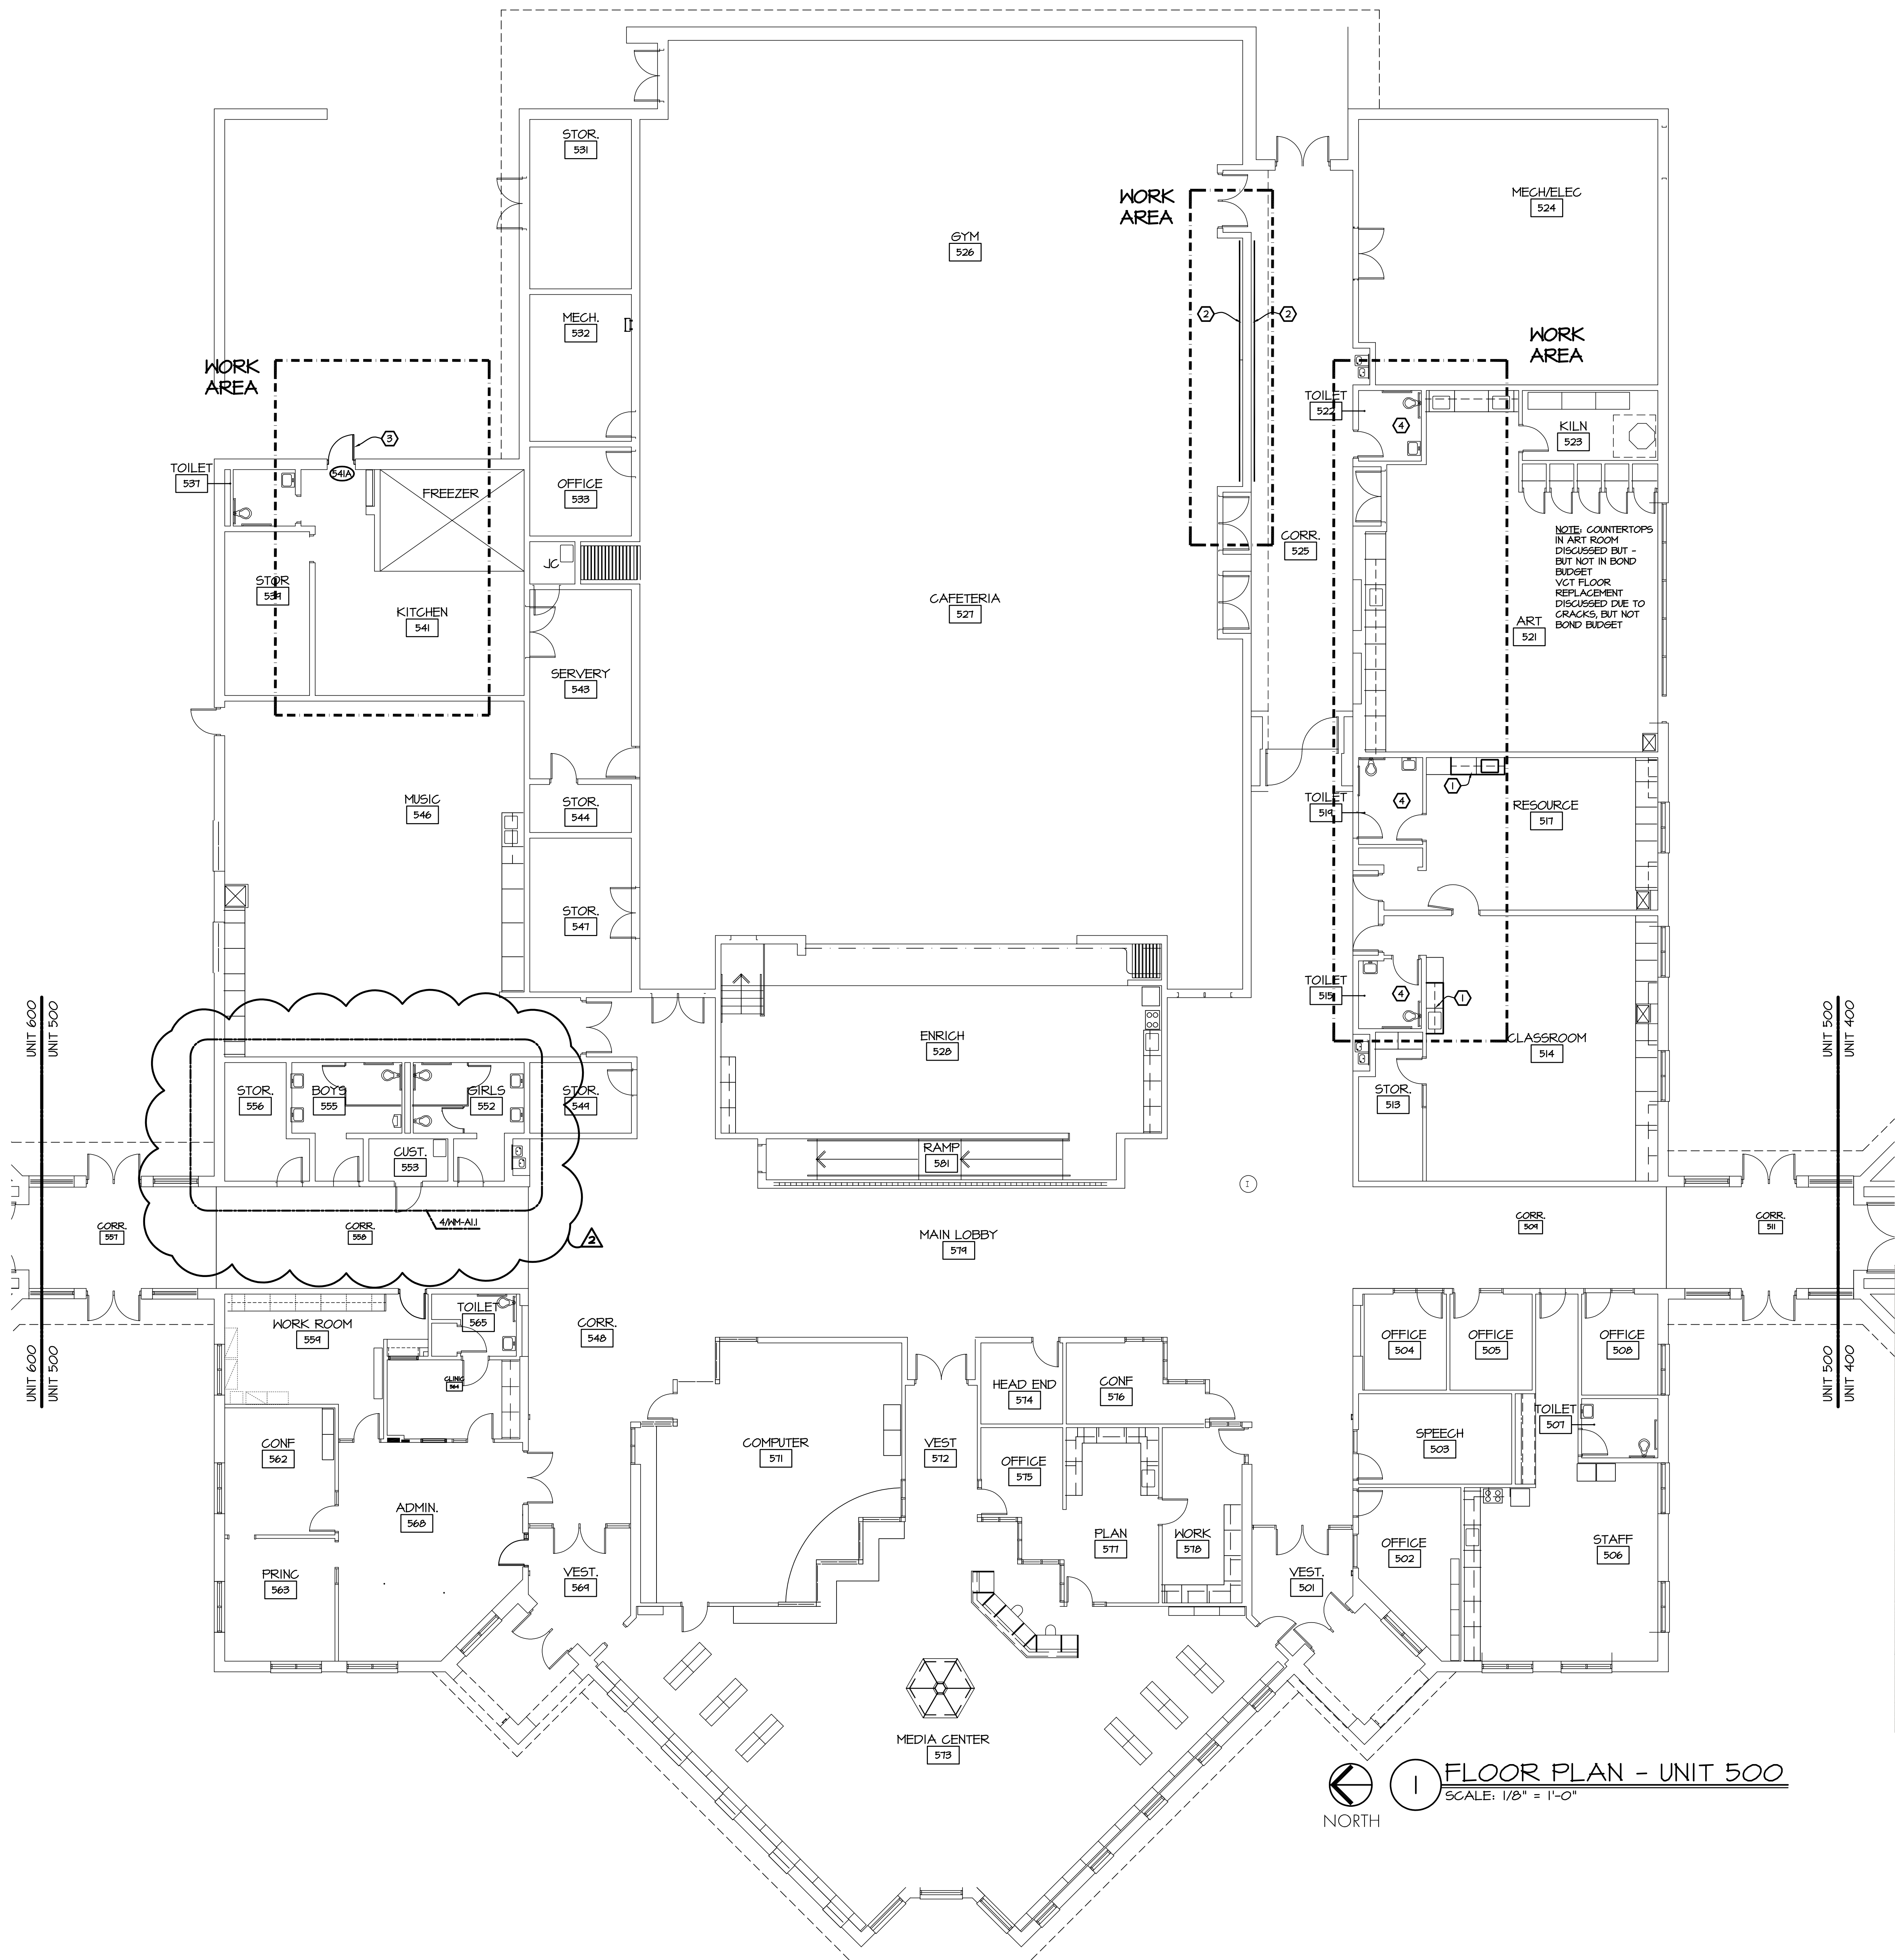 STOR.
531
WORK
AREA
MECH/ELEC
524
GYM
526
MECH.
532
2
2
WORK
AREA
WORK
AREA
TOILET
522
4
KILN
523
3
541A
TOILET
537
FREEZER
OFFICE
533
NOTE: COUNTERTOPS
IN ART ROOM
DISCUSSED BUT -
BUT NOT IN BOND
BUDGET
VCT FLOOR
REPLACEMENT
DISCUSSED DUE TO
CRACKS, BUT NOT
BOND BUDGET
CORR.
525
JC
STOR
539
KITCHEN
541
CAFETERIA
527
ART
521
SERVERY
543
MUSIC
546
STOR.
544
TOILET
519
4
1
RESOURCE
517
STOR.
547
TOILET
515
4
1
UNIT 600
UNIT 500
UNIT 500
UNIT 400
ENRICH
528
CLASSROOM
514
STOR.
556
BOYS
555
GIRLS
552
STOR.
549
STOR.
513
CUST.
553
RAMP
581
I
4/WM-A1.1
CORR.
557
CORR.
558
2
MAIN LOBBY
579
CORR.
509
CORR.
511
WORK ROOM
559
TOILET
565
CORR.
548
OFFICE
504
OFFICE
505
OFFICE
508
UNIT 600
UNIT 500
UNIT 500
UNIT 400
CLINIC
564
HEAD END
574
CONF
576
TOILET
507
CONF
562
COMPUTER
571
VEST
572
OFFICE
575
SPEECH
503
ADMIN.
568
PLAN
577
WORK
578
OFFICE
502
STAFF
506
PRINC
563
VEST.
569
VEST.
501
MEDIA CENTER
573
NORTH
1
FLOOR PLAN - UNIT 500
SCALE: 1/8" = 1'-0"